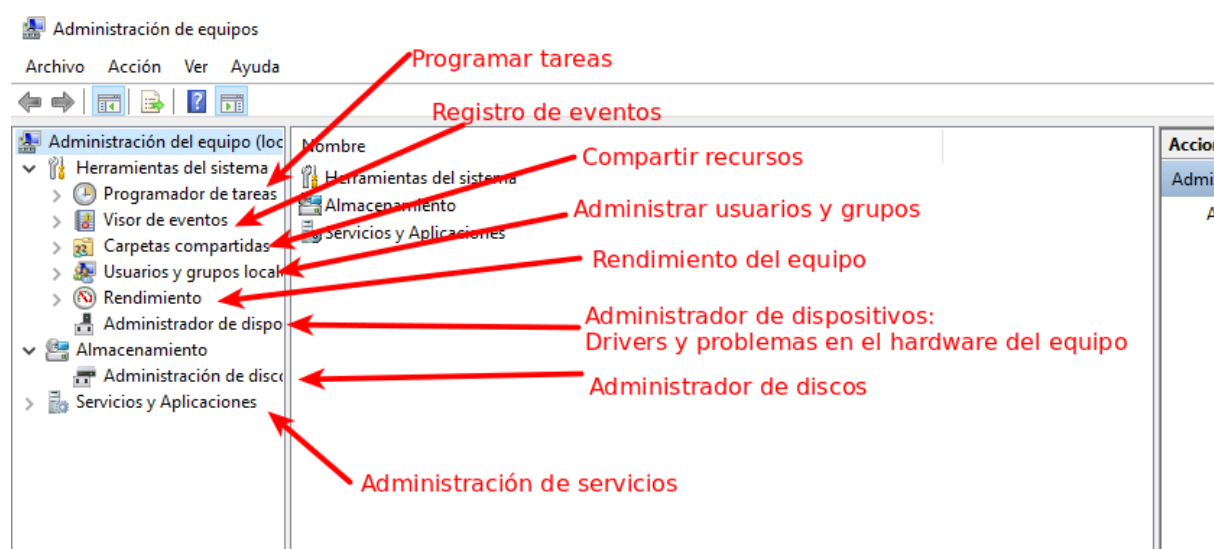 Administración de equipos
Archivo Acción Ver Ayuda
Programar tareas
Registro de eventos
Administración del equipo (loc
Herramientas del sistema
Programador de tareas
Visor de eventos
Carpetas compartidas
Usuarios y grupos local
Rendimiento
Administrador de dispo
Almacenamiento
Administración de disco
Servicios y Aplicaciones
Nombre
Herramientas del sistema
Almacenamiento
Servicios y Aplicaciones
Compartir recursos
Administrar usuarios y grupos
Rendimiento del equipo
Administrador de dispositivos:
Drivers y problemas en el hardware del equipo
Administrador de discos
Administración de servicios
Accion
Admi
A